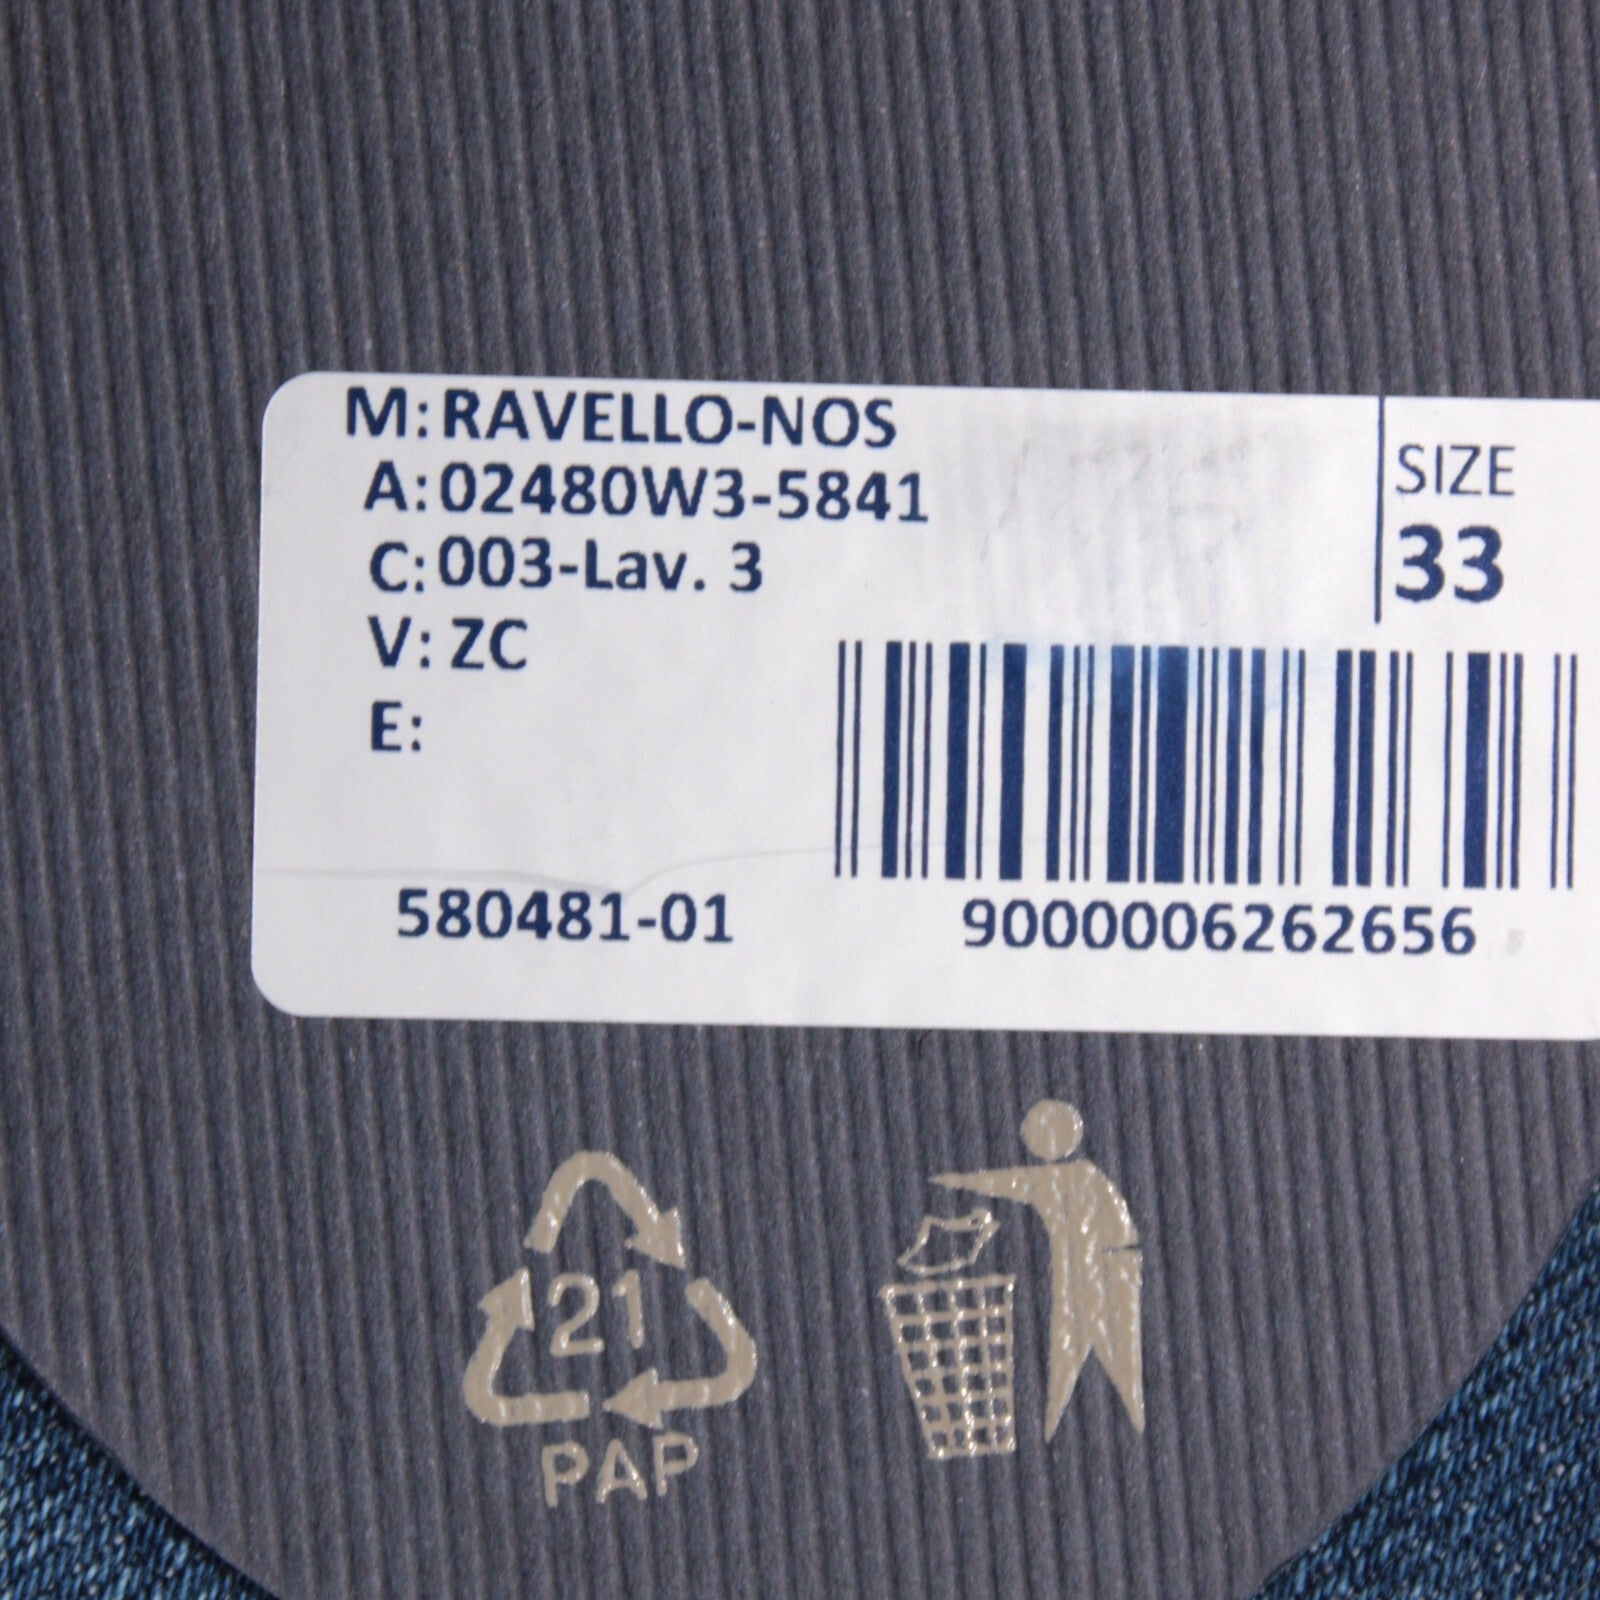 M: RAVELLO-NOS
A: 02480W3-5841
C: 003-Lav. 3
V: ZC
E:
SIZE
33
580481-01
9000006262656
21
PAP